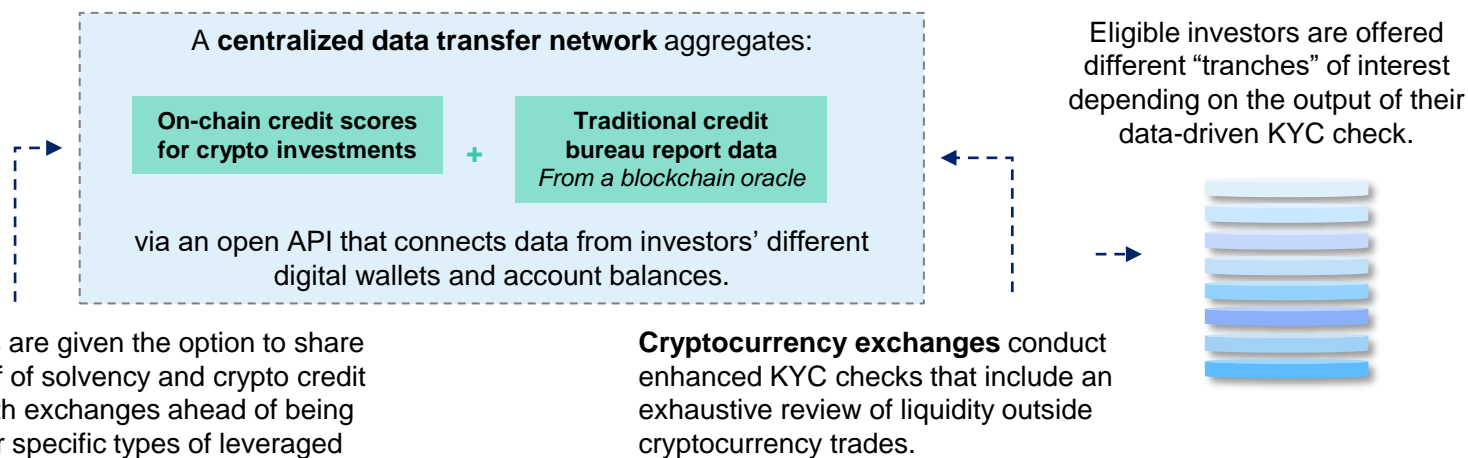 A centralized data transfer network aggregates:
On-chain credit scores
for crypto investments
+
Traditional credit
bureau report data
From a blockchain oracle
via an open API that connects data from investors’ different
digital wallets and account balances.
Eligible investors are offered
different “tranches” of interest
depending on the output of their
data-driven KYC check.
are given the option to share
of solvency and crypto credit
exchanges ahead of being
specific types of leveraged
Cryptocurrency exchanges conduct
enhanced KYC checks that include an
exhaustive review of liquidity outside
cryptocurrency trades.